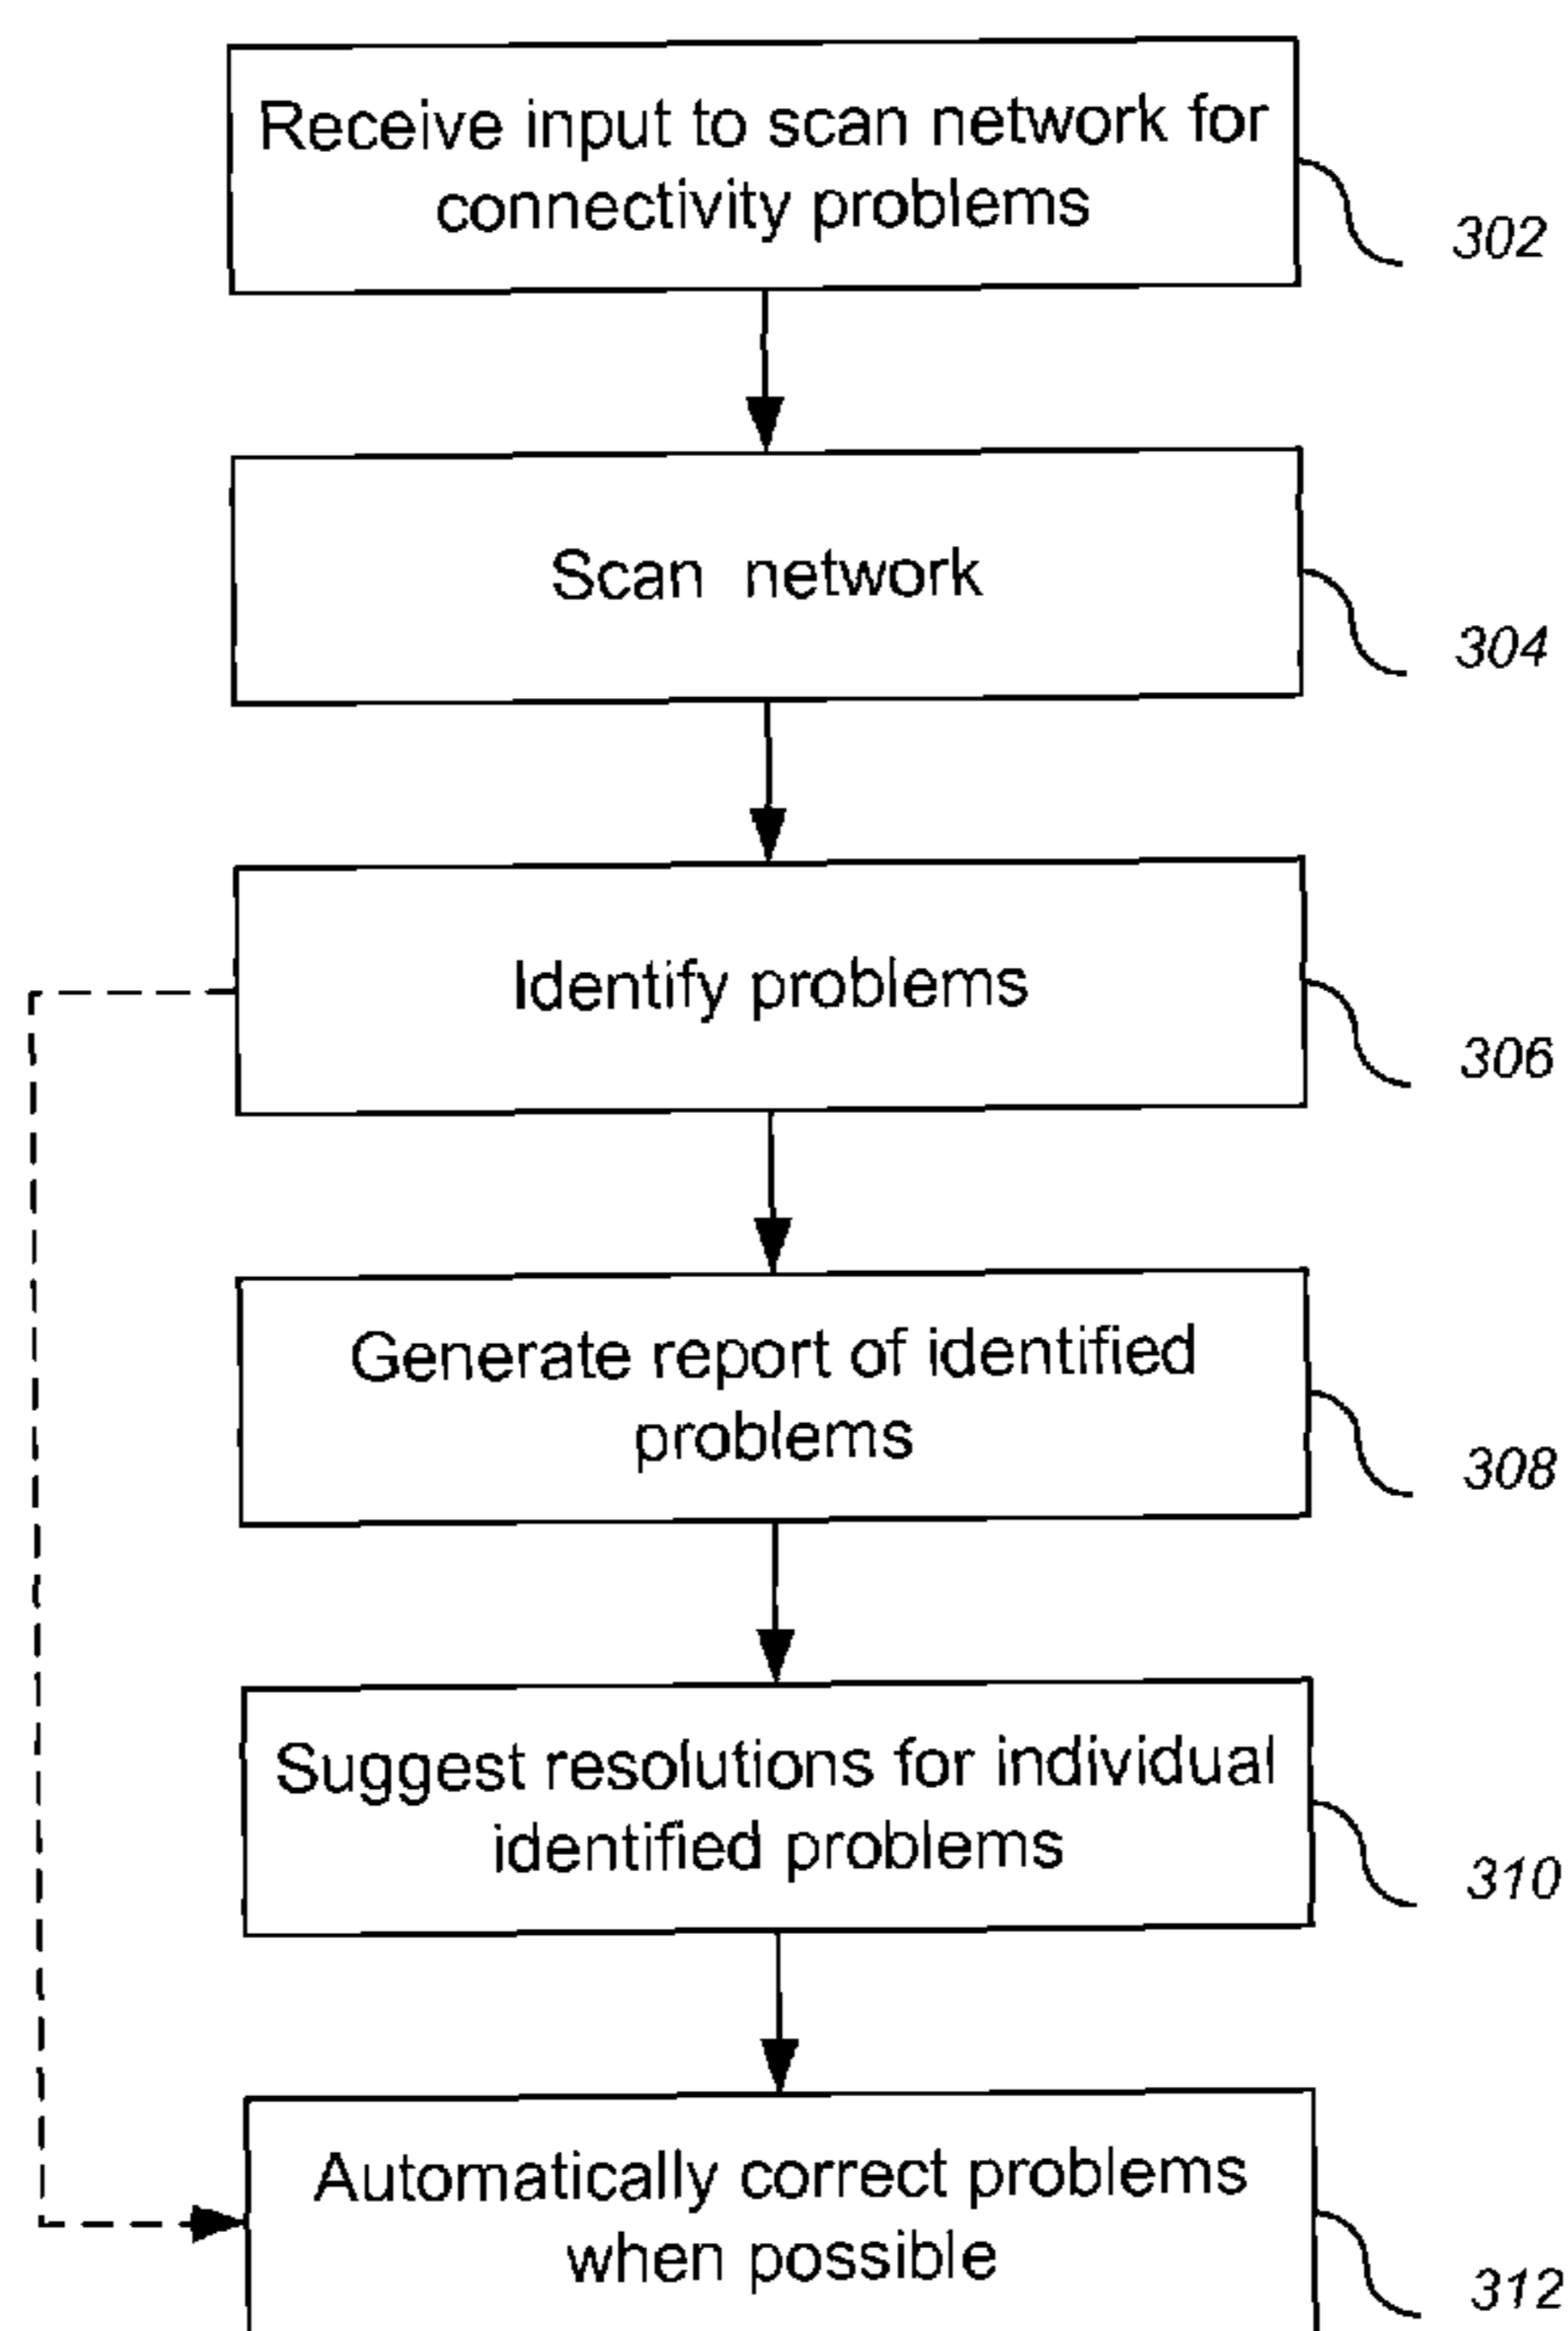 Receive input to scan network for
connectivity problems
302
Scan network
304
Identify problems
306
Generate report of identified
problems
308
Suggest resolutions for individual
identified problems
310
Automatically correct problems
when possible
312